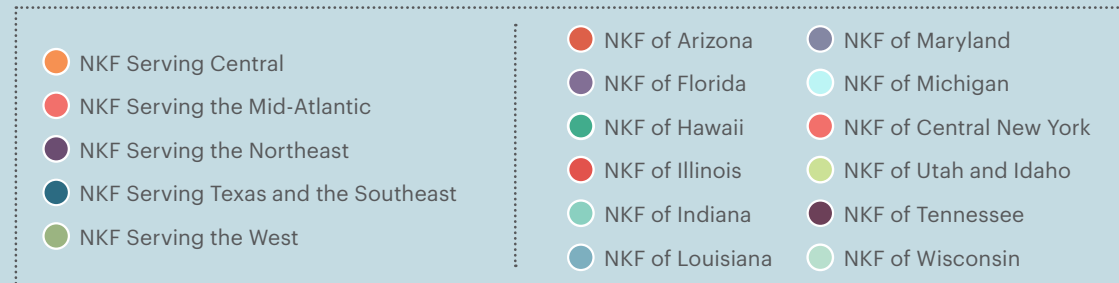 NKF Serving Central
NKF Serving the Mid-Atlantic
NKF Serving the Northeast
NKF Serving Texas and the Southeast
NKF Serving the West
NKF of Arizona
NKF of Florida
NKF of Hawaii
NKF of Illinois
NKF of Indiana
NKF of Louisiana
NKF of Maryland
NKF of Michigan
NKF of Central New York
NKF of Utah and Idaho
NKF of Tennessee
NKF of Wisconsin